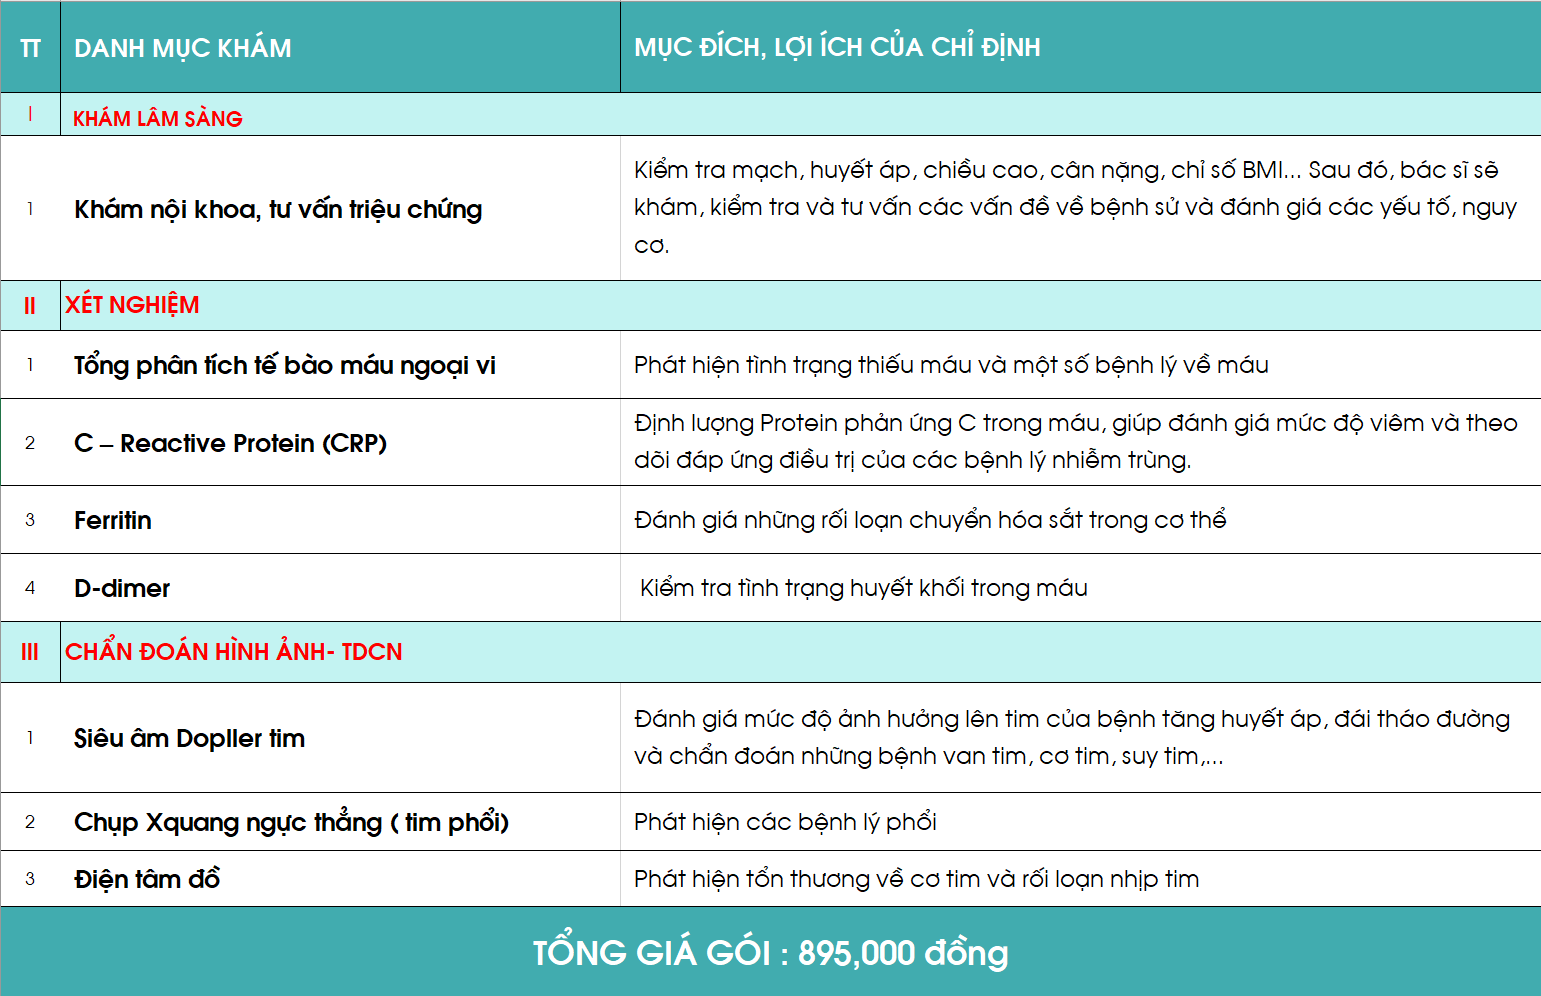 TT DANH MỤC KHÁM MỤC ĐÍCH, LỢI ÍCH CỦA CHỈ ĐỊNH
I KHÁM LÂM SÀNG
1 Khám nội khoa, tư vấn triệu chứng
Kiểm tra mạch, huyết áp, chiều cao, cân nặng, chỉ số BMI... Sau đó, bác sĩ sẽ
khám, kiểm tra và tư vấn các vấn đề về bệnh sử và đánh giá các yếu tố, nguy
cơ.
II XÉT NGHIỆM
1 Tổng phân tích tế bào máu ngoại vi Phát hiện tình trạng thiếu máu và một số bệnh lý về máu
2 C – Reactive Protein (CRP)
Định lượng Protein phản ứng C trong máu, giúp đánh giá mức độ viêm và theo
dõi đáp ứng điều trị của các bệnh lý nhiễm trùng.
3 Ferritin Đánh giá những rối loạn chuyển hóa sắt trong cơ thể
4 D-dimer Kiểm tra tình trạng huyết khối trong máu
III CHẨN ĐOÁN HÌNH ẢNH- TDCN
1 Siêu âm Dopller tim
Đánh giá mức độ ảnh hưởng lên tim của bệnh tăng huyết áp, đái tháo đường
và chẩn đoán những bệnh van tim, cơ tim, suy tim,...
2 Chụp Xquang ngực thẳng ( tim phổi) Phát hiện các bệnh lý phổi
3 Điện tâm đồ Phát hiện tổn thương về cơ tim và rối loạn nhịp tim
TỔNG GIÁ GÓI : 895,000 đồng